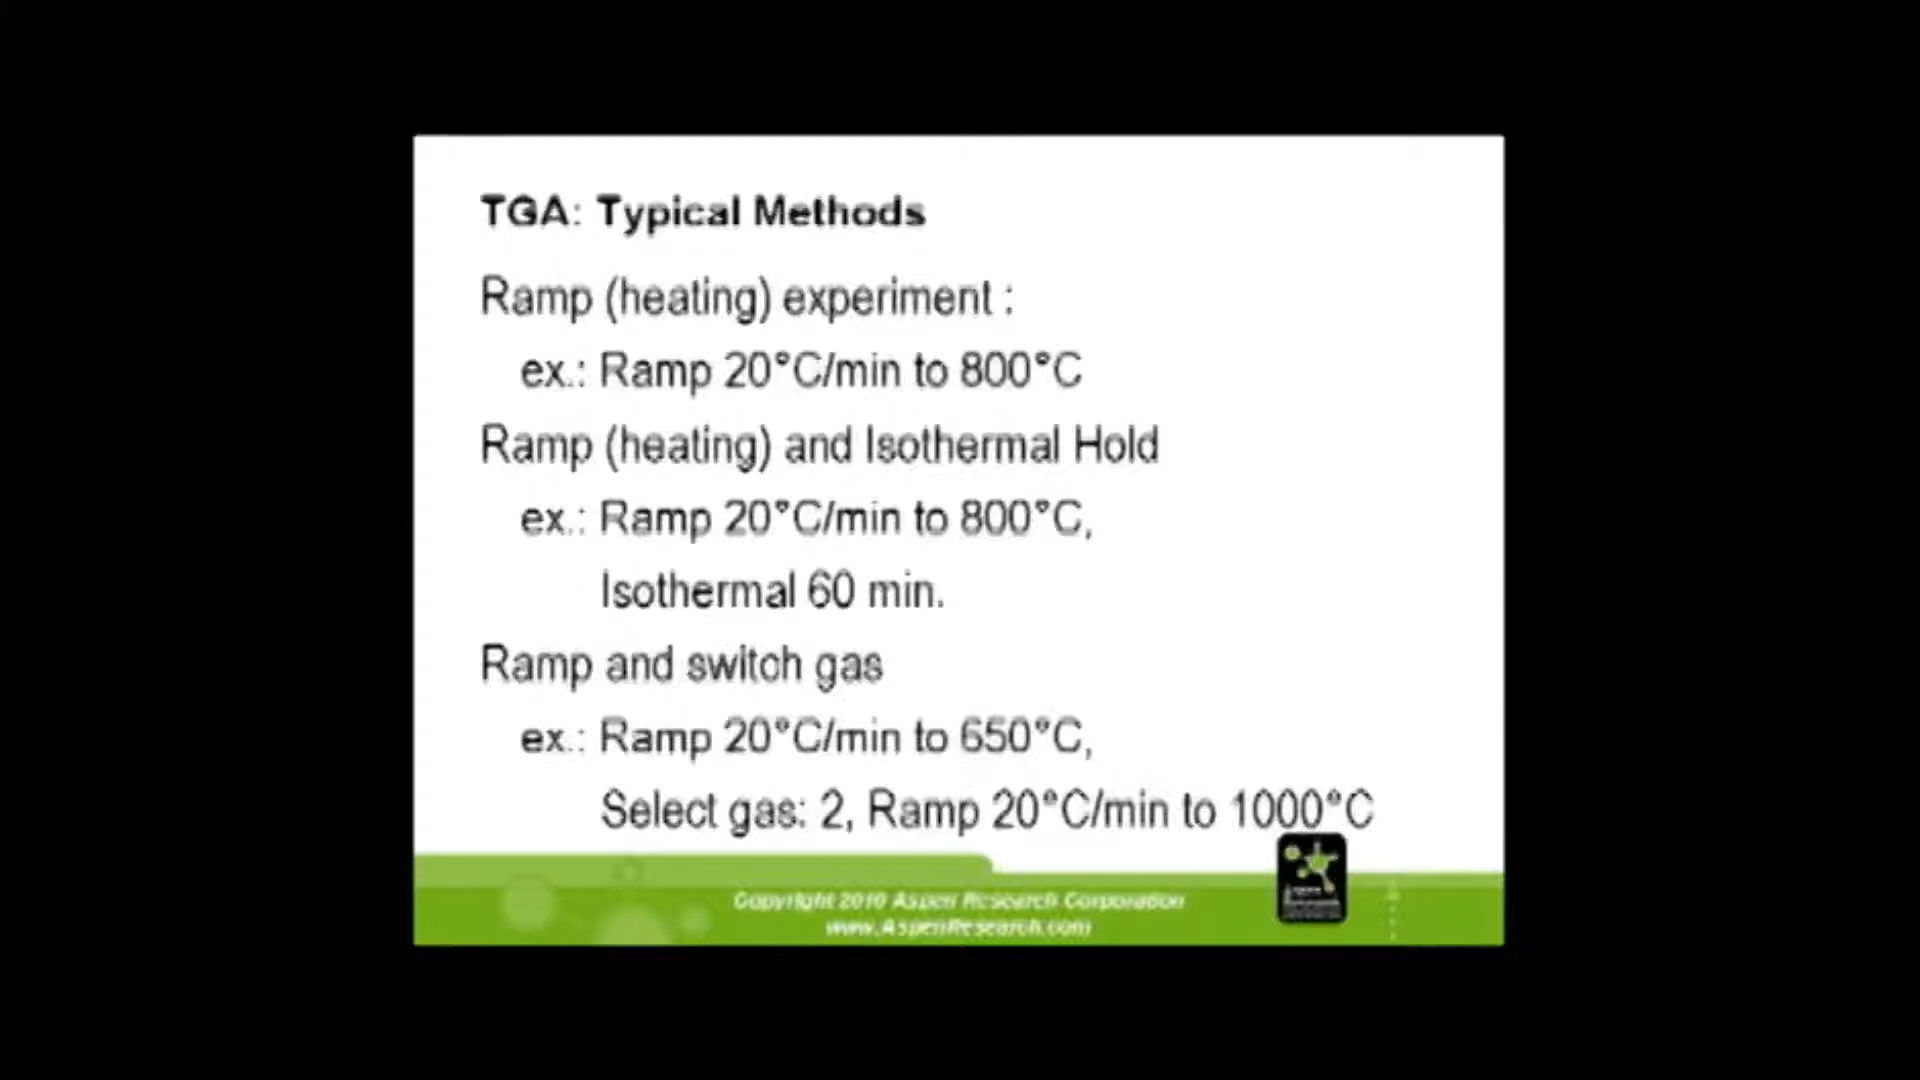 TGA: Typical Methods
Ramp (heating) experiment :
ex.: Ramp 20°C/min to 800°C
Ramp (heating) and Isothermal Hold
ex.: Ramp 20°C/min to 800°C,
Isothermal 60 min.
Ramp and switch gas
ex.: Ramp 20°C/min to 650°C,
Select gas: 2, Ramp 20°C/min to 1000°C
Copyright 2010 Aspen Research Corporation
www.AspenResearch.com